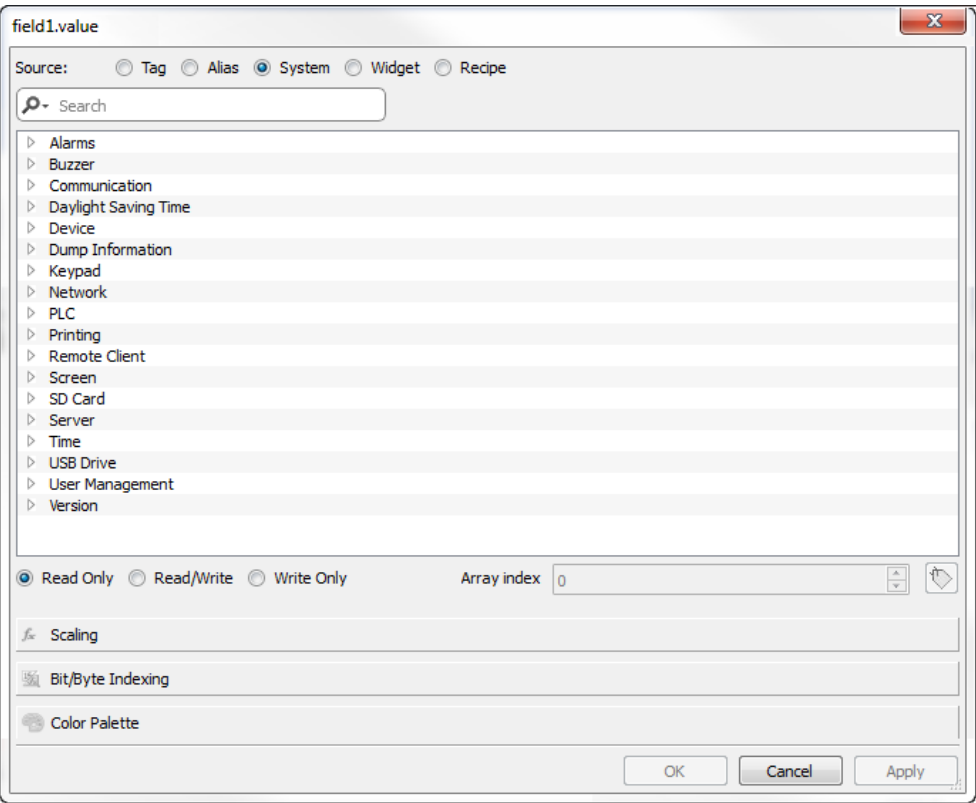 field1.value
Source: Tag Alias System Widget Recipe
Search
Alarms
Buzzer
Communication
Daylight Saving Time
Device
Dump Information
Keypad
Network
PLC
Printing
Remote Client
Screen
SD Card
Server
Time
USB Drive
User Management
Version
Read Only Read/Write Write Only Array index 0
Scaling
Bit/Byte Indexing
Color Palette
OK Cancel Apply